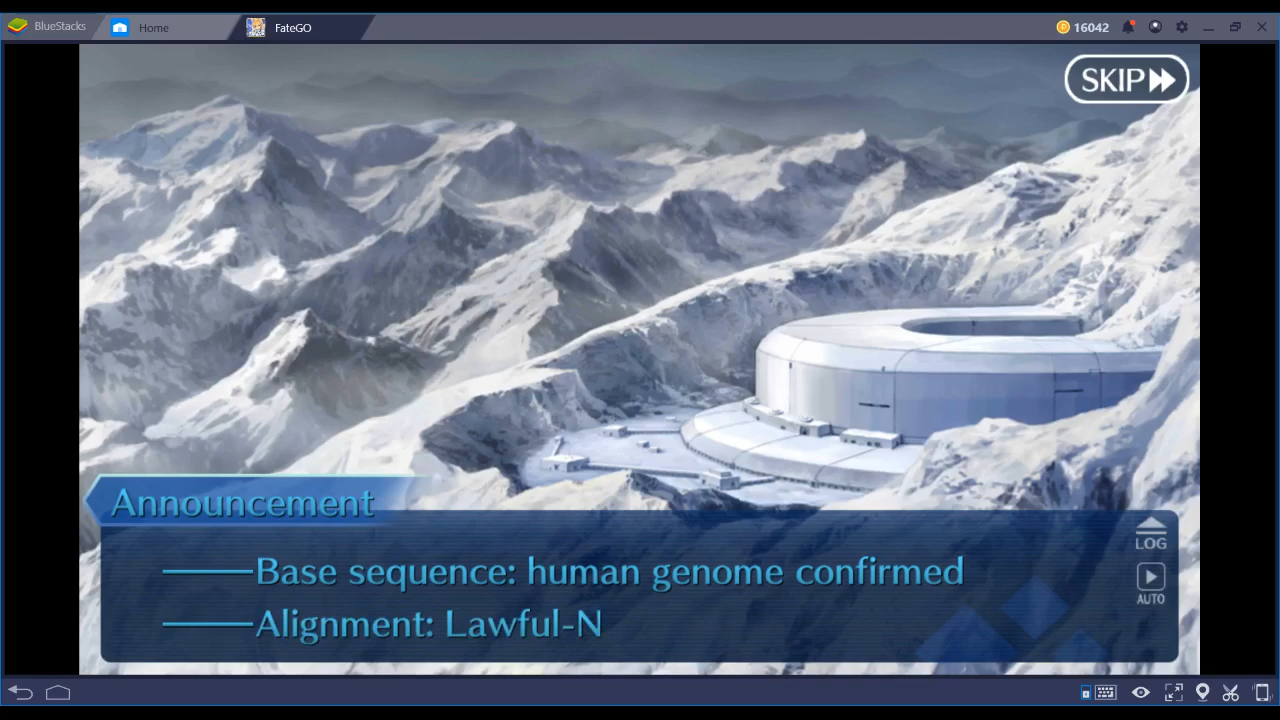 BlueStacks
Home
FateGO
16042
SKIP
Announcement
LOG
———Base sequence: human genome confirmed
AUTO
———Alignment: Lawful-N